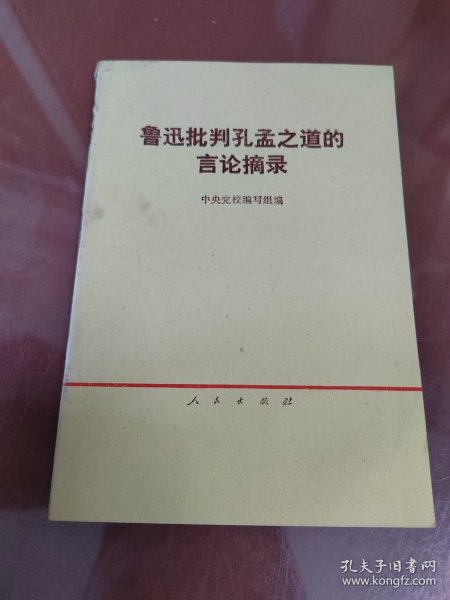 鲁迅批判孔孟之道的
言论摘录
中央党校编写组编
人民出版社
孔夫子旧书网
www.kongfz.com